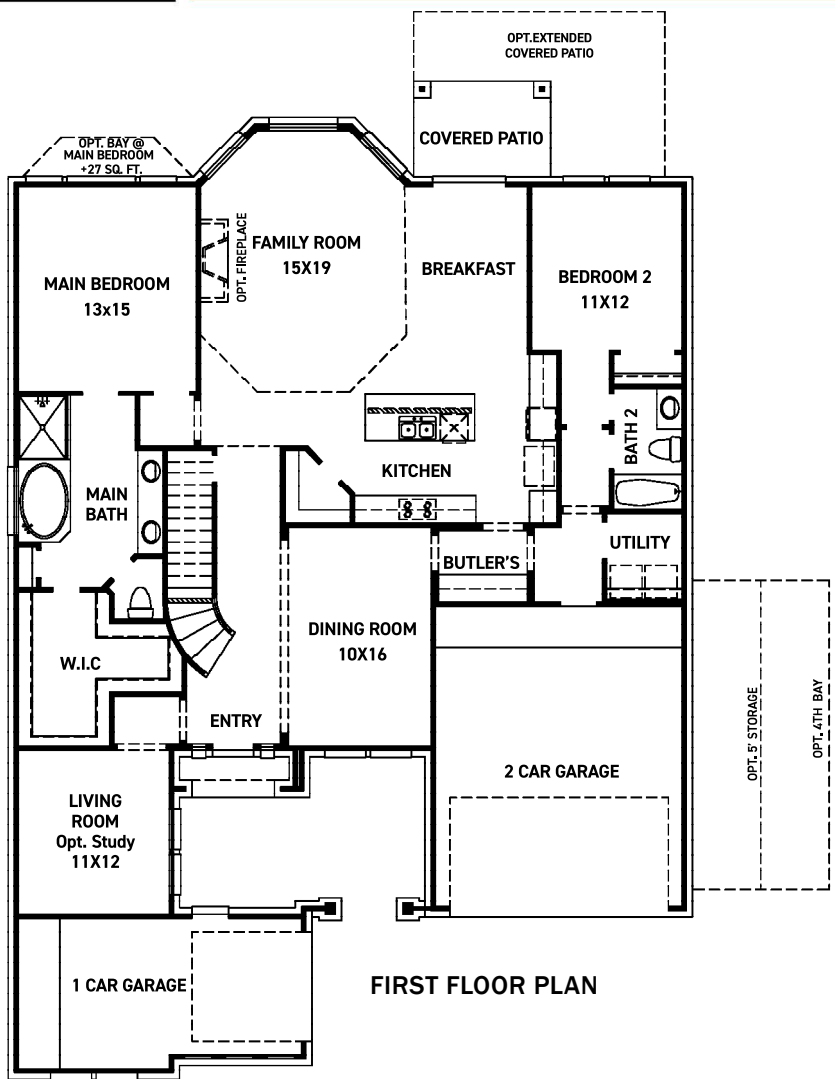 OPT.EXTENDED
COVERED PATIO
COVERED PATIO
OPT. BAY @
MAIN BEDROOM
+27 SQ. FT.
OPT. FIREPLACE
FAMILY ROOM
15X19
BREAKFAST
MAIN BEDROOM
13x15
BEDROOM 2
11X12
BATH 2
KITCHEN
MAIN
BATH
BUTLER'S
UTILITY
DINING ROOM
10X16
W.I.C
ENTRY
OPT. 5' STORAGE
OPT. 4TH BAY
2 CAR GARAGE
LIVING
ROOM
Opt. Study
11X12
1 CAR GARAGE
FIRST FLOOR PLAN